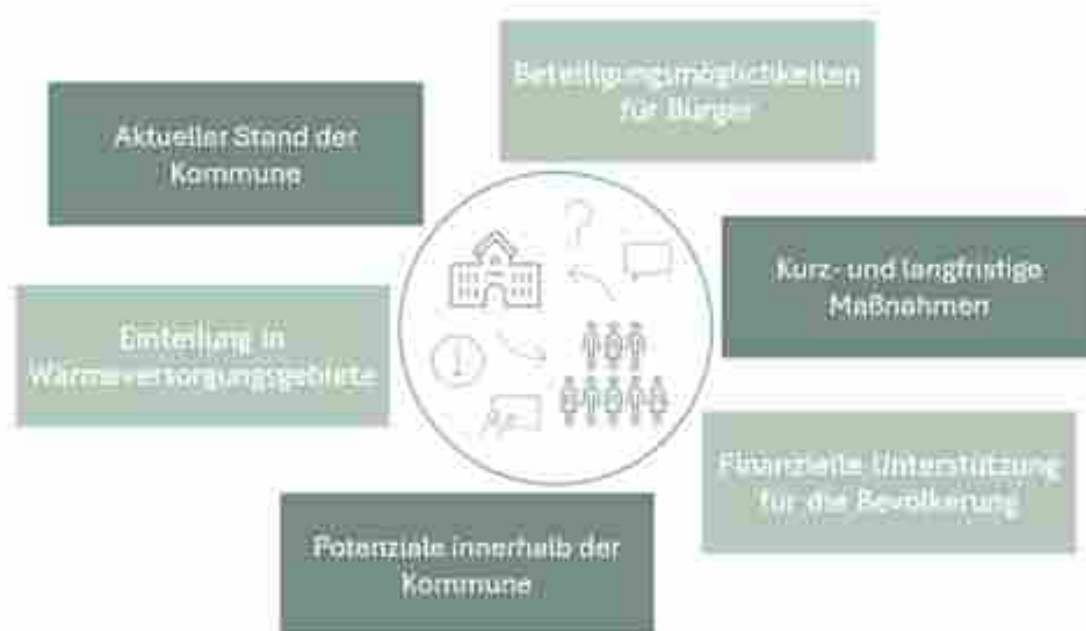 Beteiligungsmöglichkeiten
für Bürger
Aktueller Stand der
Kommune
Kurz- und langfristige
Maßnahmen
Einteilung in
Wärmeversorgungsgebiete
Finanzielle Unterstützung
für die Bevölkerung
Potenziale innerhalb der
Kommune